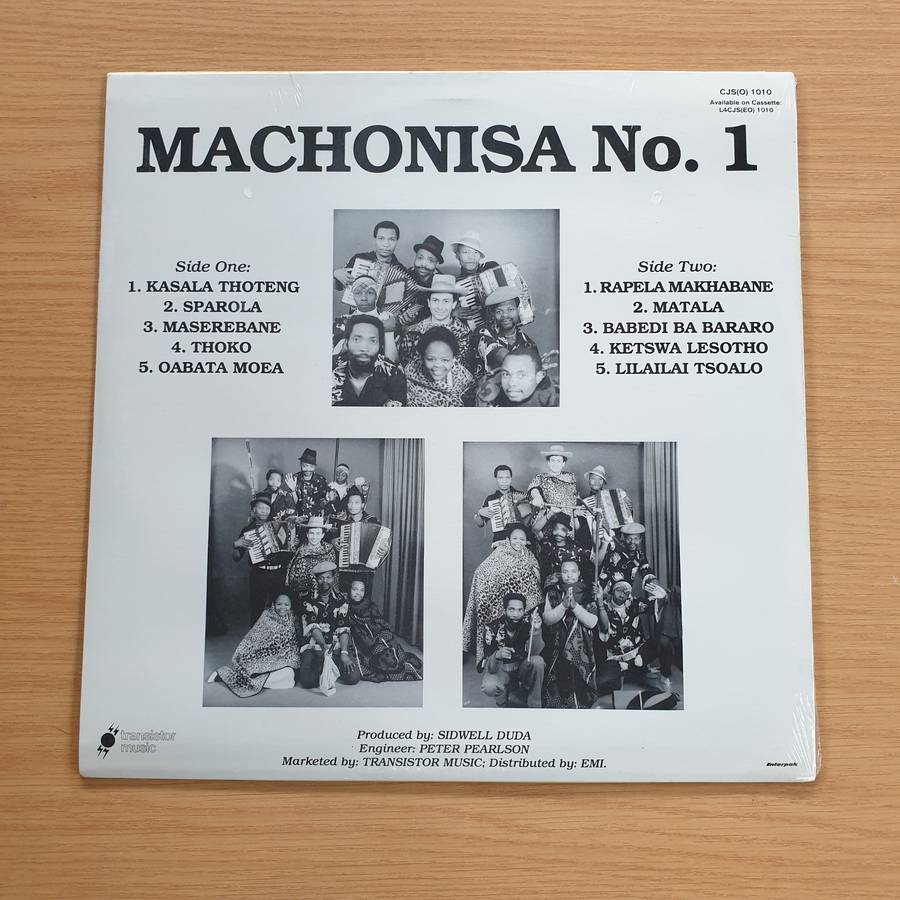 CJS(O) 1010
Available on Cassette:
L4CJS(EO) 1010
MACHONISA No. 1
Side One:
1. KASALA THOTENG
2. SPAROLA
3. MASEREBANE
4. THOKO
5. OABATA MOEA
Side Two:
1. RAPELA MAKHABANE
2. MATALA
3. BABEDI BA BARARO
4. KETSWA LESOTHO
5. LILAILAI TSOALO
transistor
music
Produced by: SIDWELL DUDA
Engineer: PETER PEARLSON
Marketed by: TRANSISTOR MUSIC; Distributed by: EMI.
Interpak